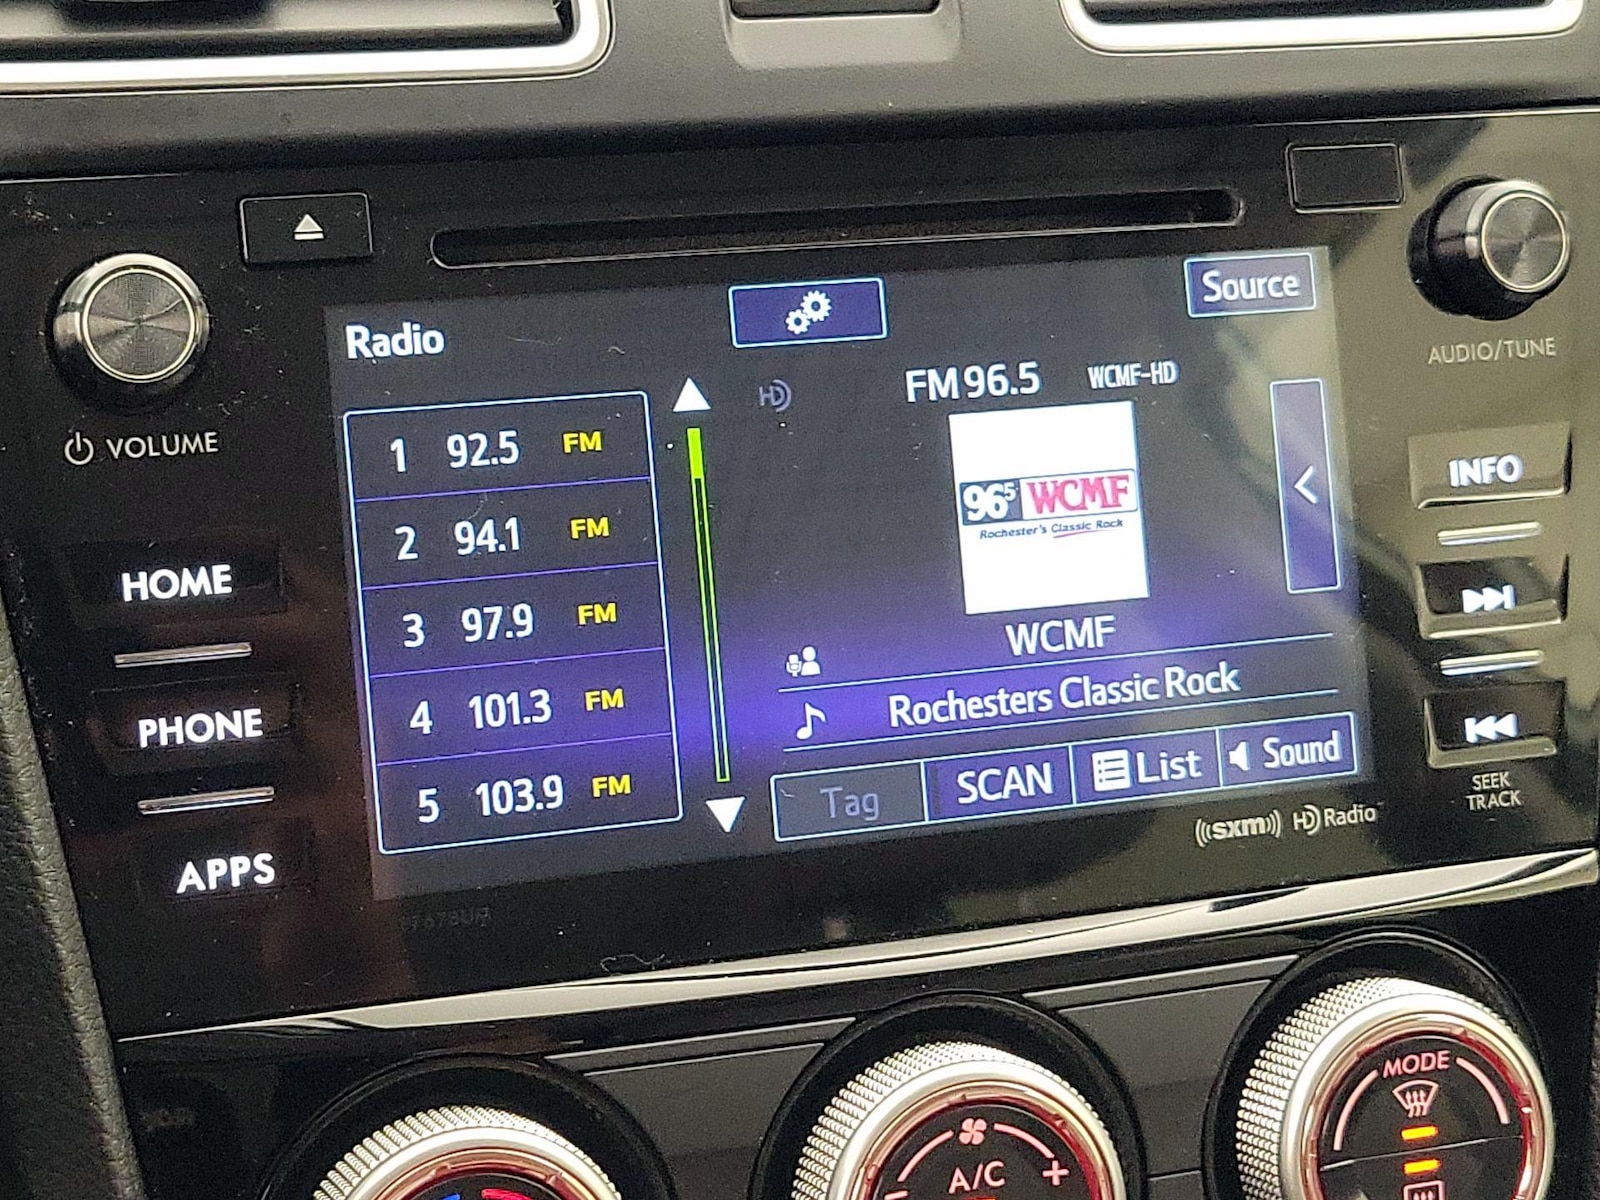 Source
Radio
AUDIO/TUNE
FM 96.5 WCMF-HD
HD
VOLUME
1 92.5 FM
INFO
965 WCMF
Rochester's Classic Rock
2 94.1 FM
HOME
3 97.9 FM
WCMF
4 101.3 FM
Rochesters Classic Rock
PHONE
5 103.9 FM
Tag SCAN List Sound
SEEK
TRACK
((sxm)) HD Radio
APPS
MODE
A/C +